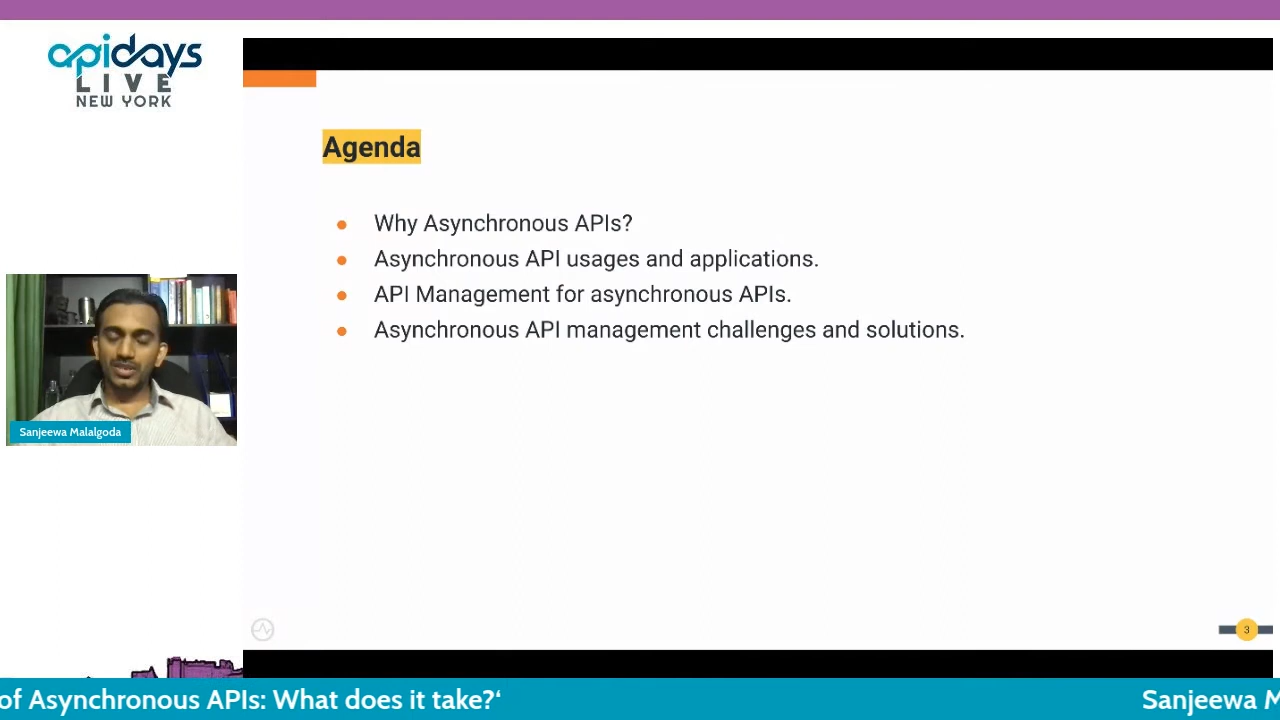 apidays
LIVE
NEW YORK
Agenda
• Why Asynchronous APIs?
• Asynchronous API usages and applications.
• API Management for asynchronous APIs.
• Asynchronous API management challenges and solutions.
Sanjeewa Malalgoda
3
of Asynchronous APIs: What does it take?‘
Sanjeewa M